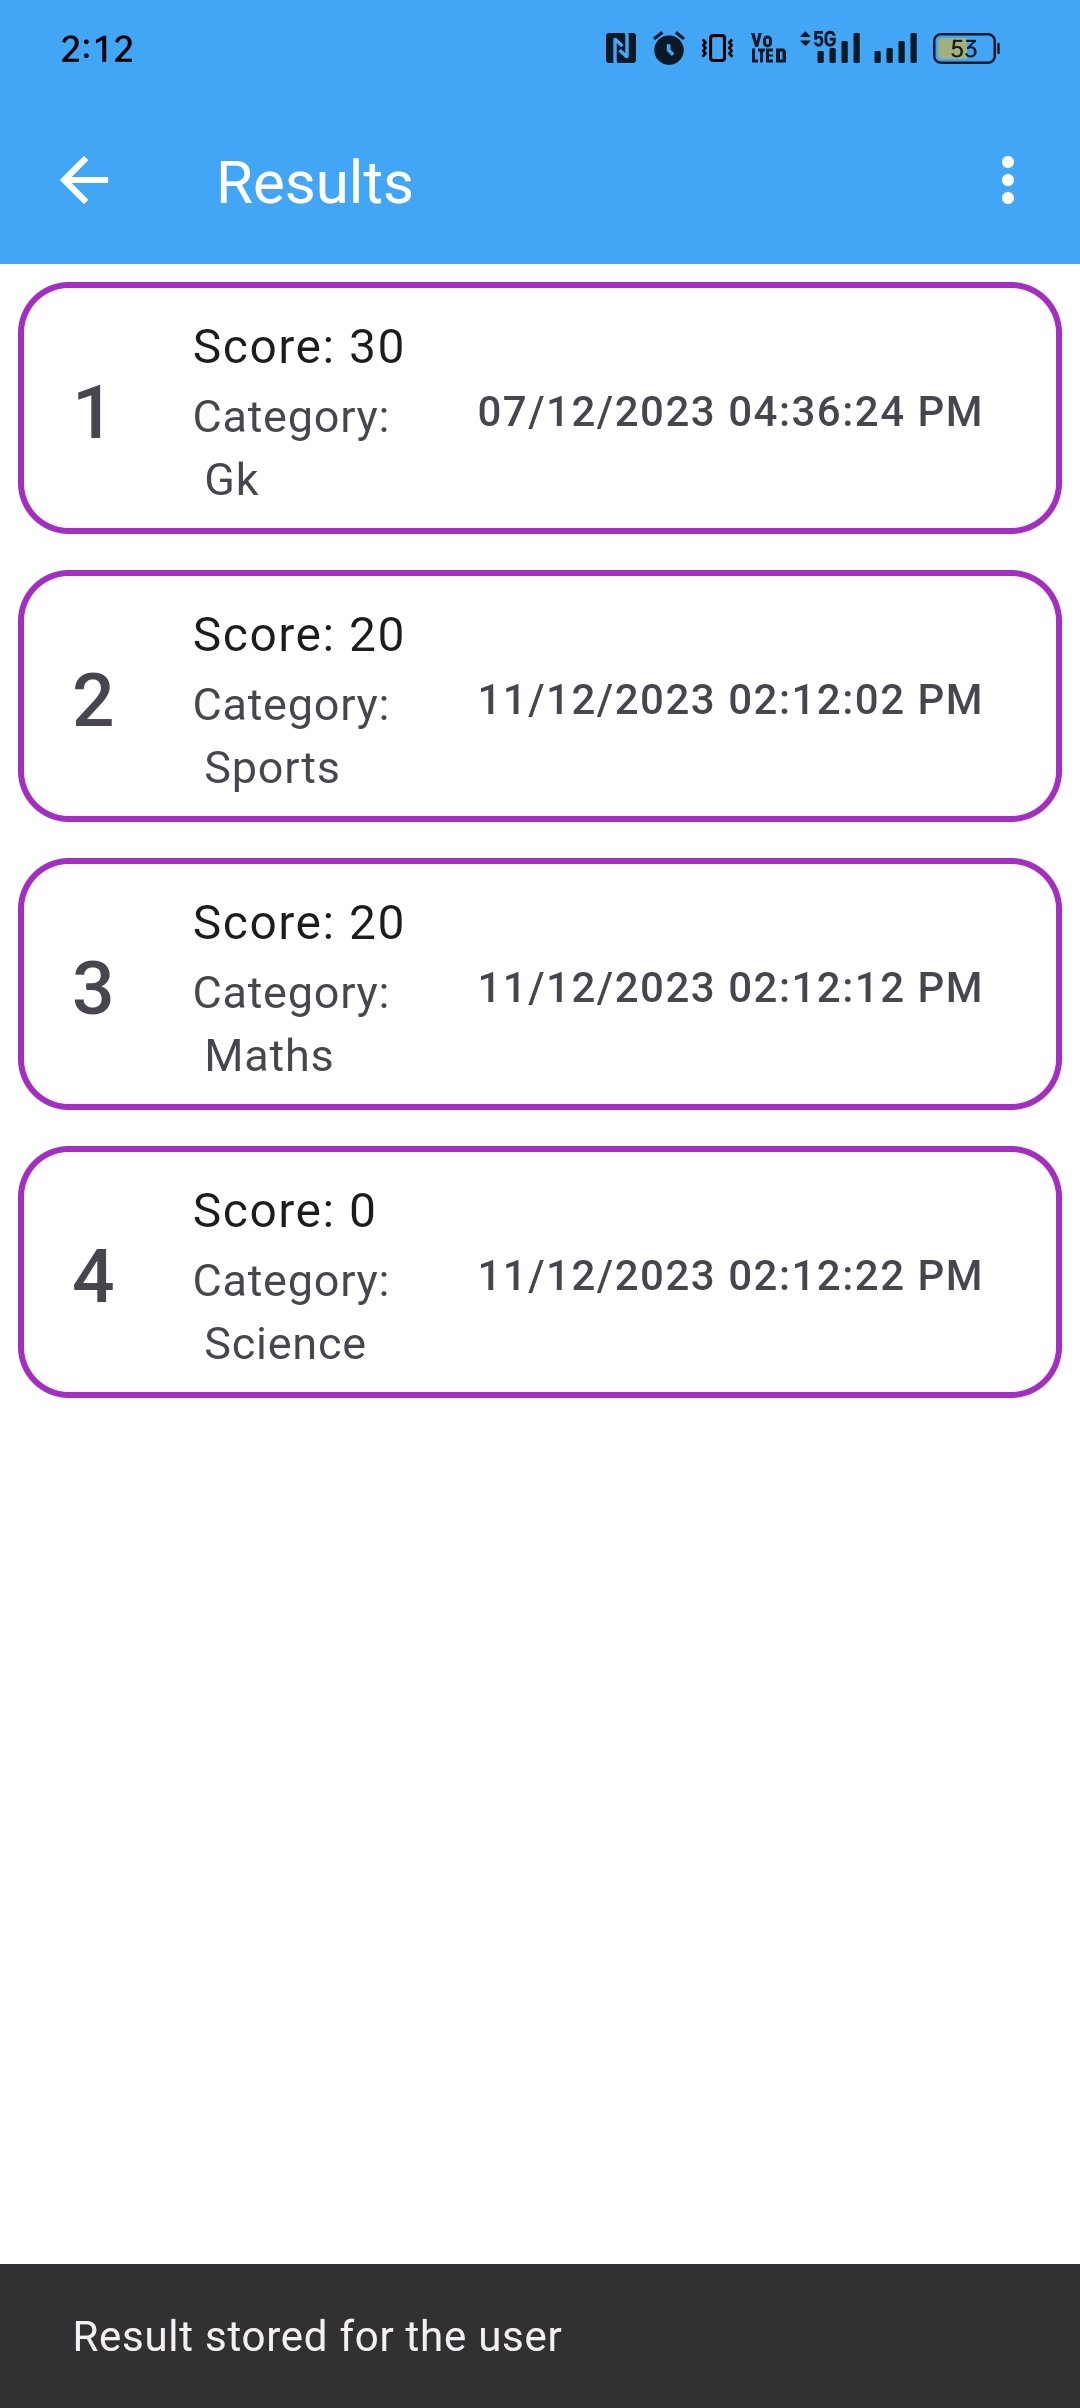 2:12
Vo
LTE D
5G
53
Results
Score: 30
1
Category:
07/12/2023 04:36:24 PM
Gk
Score: 20
2
Category:
11/12/2023 02:12:02 PM
Sports
Score: 20
3
Category:
11/12/2023 02:12:12 PM
Maths
Score: 0
4
Category:
11/12/2023 02:12:22 PM
Science
Result stored for the user